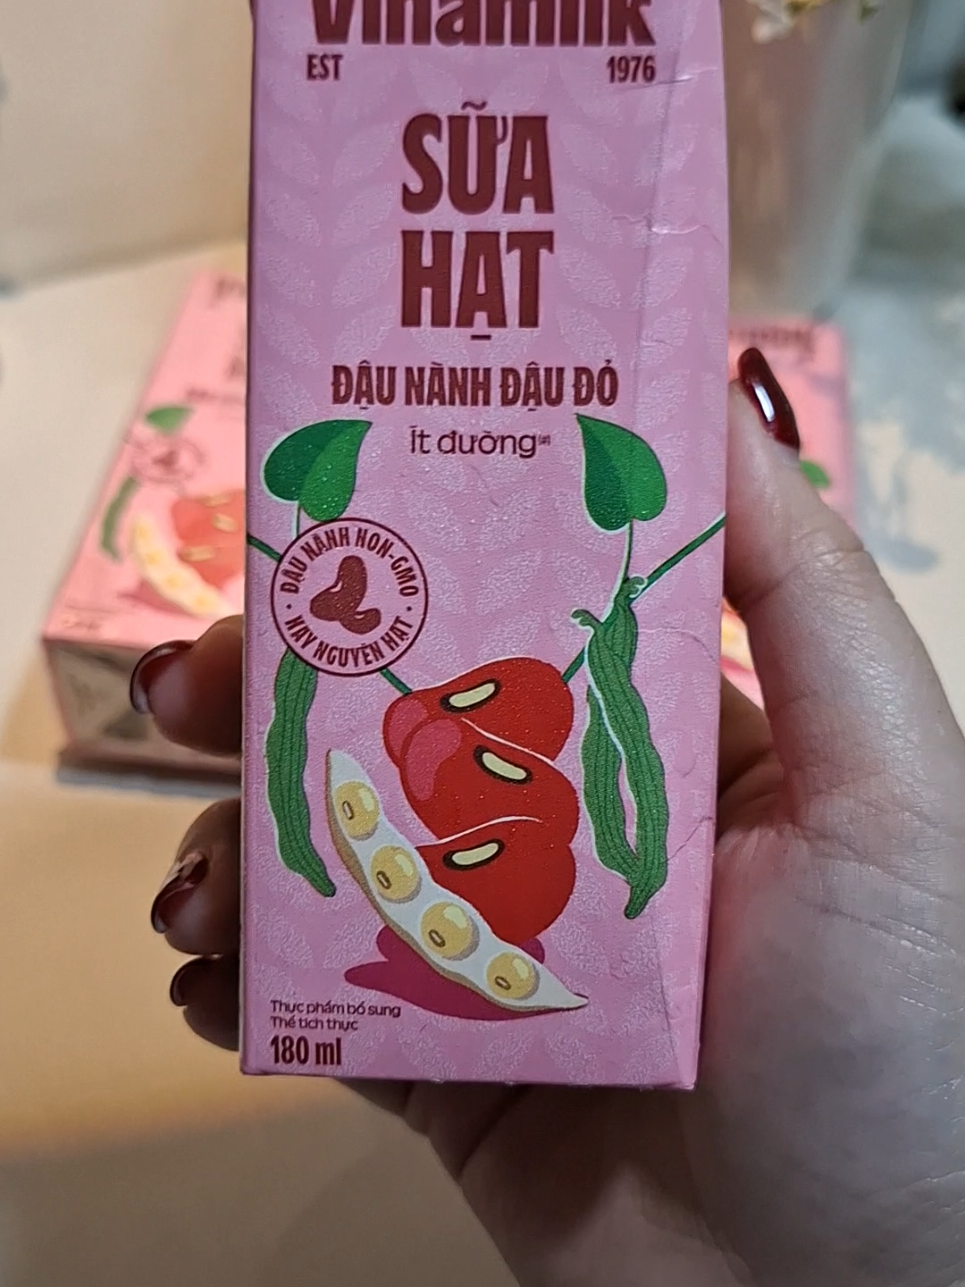 Vinamilk
EST 1976
SỮA
HẠT
ĐẬU NÀNH ĐẬU ĐỎ
Ít đường(#)
ĐẬU NÀNH NON-GMO
XAY NGUYÊN HẠT
Thực phẩm bổ sung
Thể tích thực
180 ml